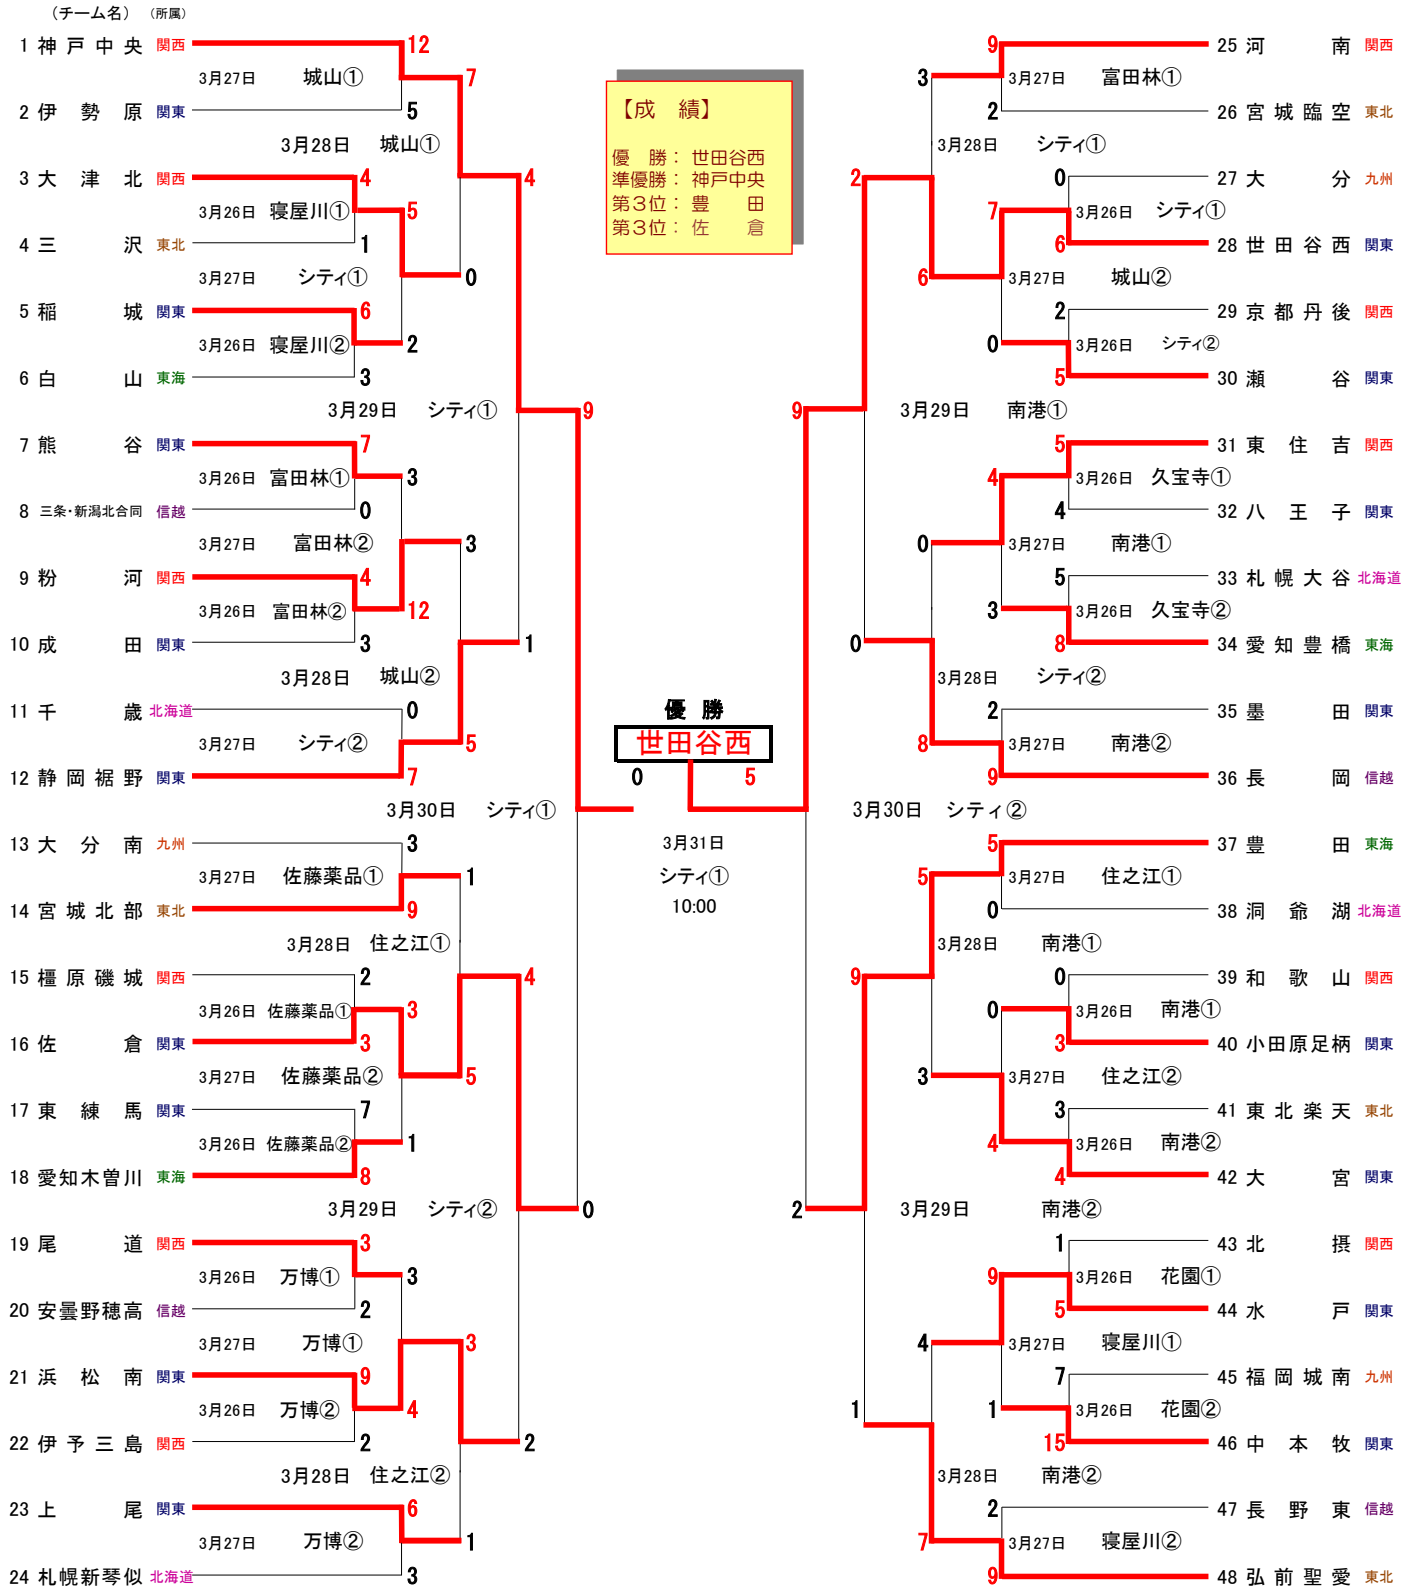 （チーム名） （所属）
1 神戸中央 関西 12
3月27日 城山① 7
2 伊勢原 関東 5
3月28日 城山①
3 大津北 関西 4 4
3月26日 寝屋川① 5
4 三沢 東北 1
3月27日 シティ① 0
5 稲城 関東 6
3月26日 寝屋川② 2
6 白山 東海 3
3月29日 シティ① 9
7 熊谷 関東 7
3月26日 富田林① 3
8 三条・新潟北合同 信越 0
3月27日 富田林② 3
9 粉河 関西 4
3月26日 富田林② 12
10 成田 関東 3 1
3月28日 城山②
11 千歳 北海道 0
3月27日 シティ② 5
12 静岡裾野 関東 7
3月30日 シティ①
13 大分南 九州 3
3月27日 佐藤薬品① 1
14 宮城北部 東北 9
3月28日 住之江①
15 橿原磯城 関西 2 4
3月26日 佐藤薬品① 3
16 佐倉 関東 3
3月27日 佐藤薬品② 5
17 東練馬 関東 7
3月26日 佐藤薬品② 1
18 愛知木曽川 東海 8
3月29日 シティ② 0
19 尾道 関西 3
3月26日 万博① 3
20 安曇野穂高 信越 2
3月27日 万博① 3
21 浜松南 関東 9
3月26日 万博② 4
22 伊予三島 関西 2 2
3月28日 住之江②
23 上尾 関東 6
3月27日 万博② 1
24 札幌新琴似 北海道 3
【成 績】
優 勝： 世田谷西
準優勝： 神戸中央
第３位： 豊 田
第３位： 佐 倉
優 勝
世田谷西
0 5
3月31日
シティ①
10:00
9 25 河南 関西
3 3月27日 富田林①
2 26 宮城臨空 東北
3月28日 シティ①
2 0 27 大分 九州
7 3月26日 シティ①
6 28 世田谷西 関東
6 3月27日 城山②
2 29 京都丹後 関西
0 3月26日 シティ②
5 30 瀬谷 関東
9 3月29日 南港①
5 31 東住吉 関西
4 3月26日 久宝寺①
4 32 八王子 関東
0 3月27日 南港①
5 33 札幌大谷 北海道
3 3月26日 久宝寺②
0 8 34 愛知豊橋 東海
3月28日 シティ②
2 35 墨田 関東
8 3月27日 南港②
9 36 長岡 信越
3月30日 シティ②
5 37 豊田 東海
5 3月27日 住之江①
0 38 洞爺湖 北海道
3月28日 南港①
9 0 39 和歌山 関西
0 3月26日 南港①
3 40 小田原足柄 関東
3 3月27日 住之江②
3 41 東北楽天 東北
4 3月26日 南港②
4 42 大宮 関東
2 3月29日 南港②
1 43 北摂 関西
9 3月26日 花園①
5 44 水戸 関東
4 3月27日 寝屋川①
7 45 福岡城南 九州
1 1 3月26日 花園②
15 46 中本牧 関東
3月28日 南港②
2 47 長野東 信越
7 3月27日 寝屋川②
9 48 弘前聖愛 東北